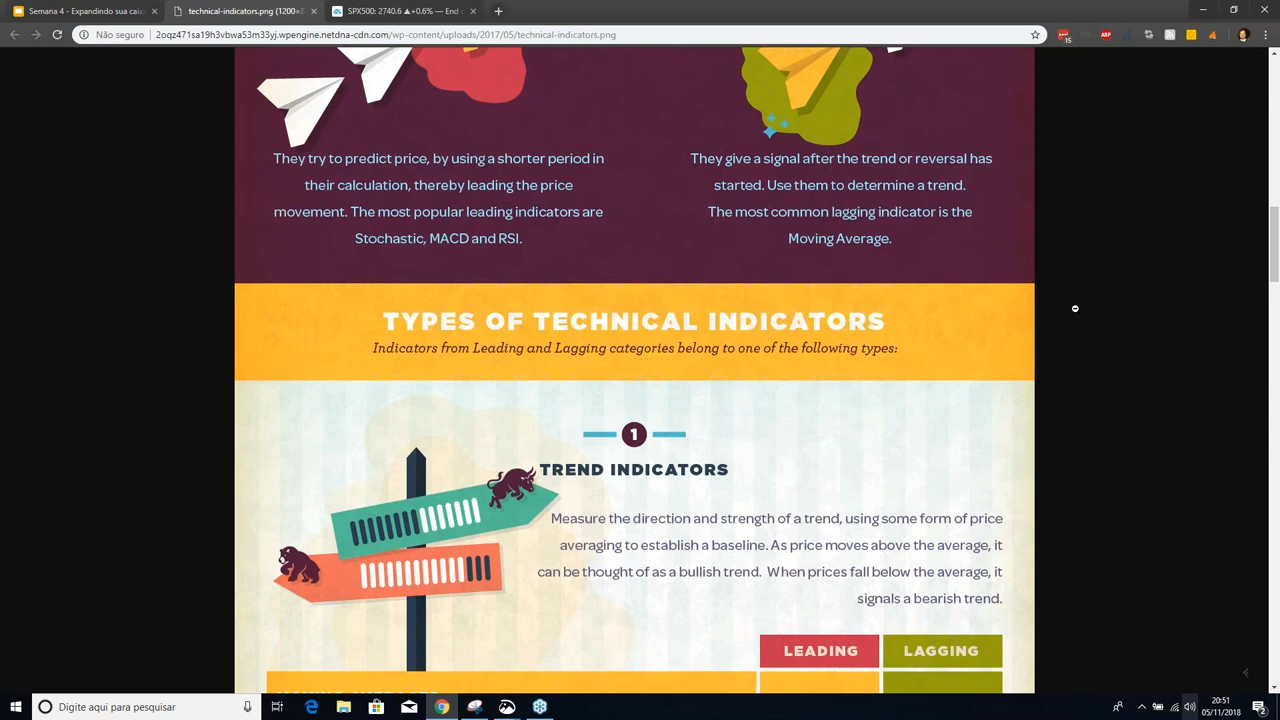 Semana 4 - Expandindo sua caixa
technical-indicators.png (1200×8
SPX500: 2740.6 ▲+0.6% — End o
Não seguro
2oqz471sa19h3vbwa53m33yj.wpengine.netdna-cdn.com/wp-content/uploads/2017/05/technical-indicators.png
15
ABP
They try to predict price, by using a shorter period in
their calculation, thereby leading the price
movement. The most popular leading indicators are
Stochastic, MACD and RSI.
They give a signal after the trend or reversal has
started. Use them to determine a trend.
The most common lagging indicator is the
Moving Average.
TYPES OF TECHNICAL INDICATORS
Indicators from Leading and Lagging categories belong to one of the following types:
1
TREND INDICATORS
Measure the direction and strength of a trend, using some form of price
averaging to establish a baseline. As price moves above the average, it
can be thought of as a bullish trend. When prices fall below the average, it
signals a bearish trend.
LEADING
LAGGING
Digite aqui para pesquisar
20:51
05/11/2018
2